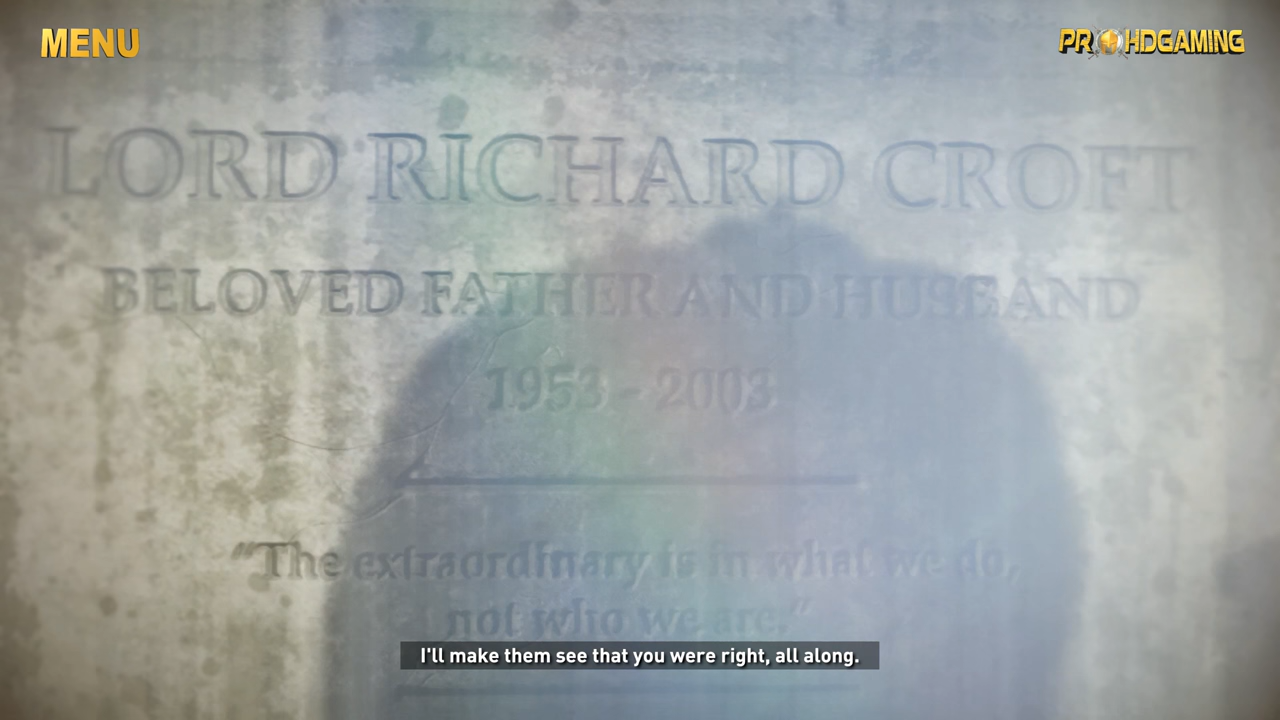 MENU
PROHDGAMING
LORD RICHARD CROFT
BELOVED FATHER AND HUSBAND
1953 - 2003
"The extraordinary is in what we do,
not who we are."
I'll make them see that you were right, all along.